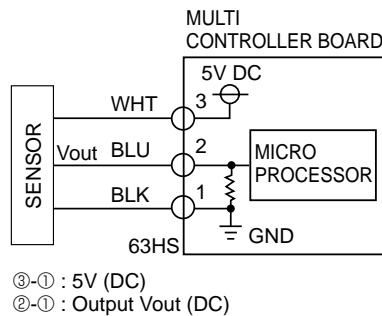 MULTI
CONTROLLER BOARD
5V DC
WHT
3
SENSOR
Vout BLU
2
MICRO
PROCESSOR
BLK
1
63HS
GND
③-① : 5V (DC)
②-① : Output Vout (DC)